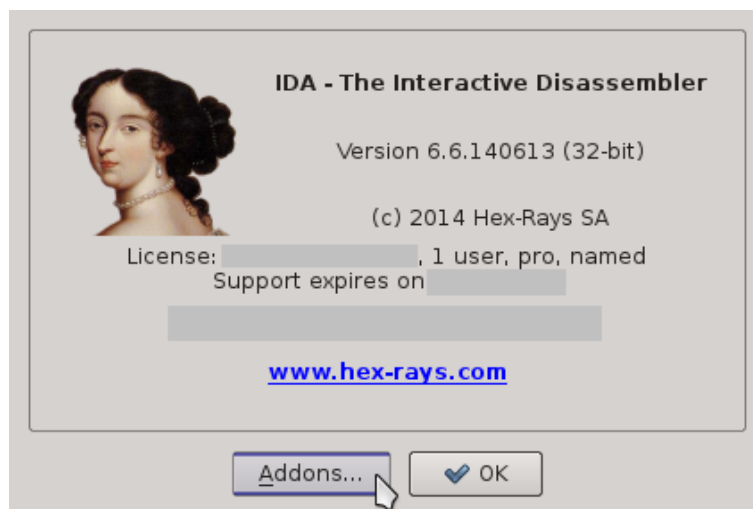 IDA - The Interactive Disassembler
Version 6.6.140613 (32-bit)
(c) 2014 Hex-Rays SA
License: , 1 user, pro, named
Support expires on
www.hex-rays.com
Addons...
OK